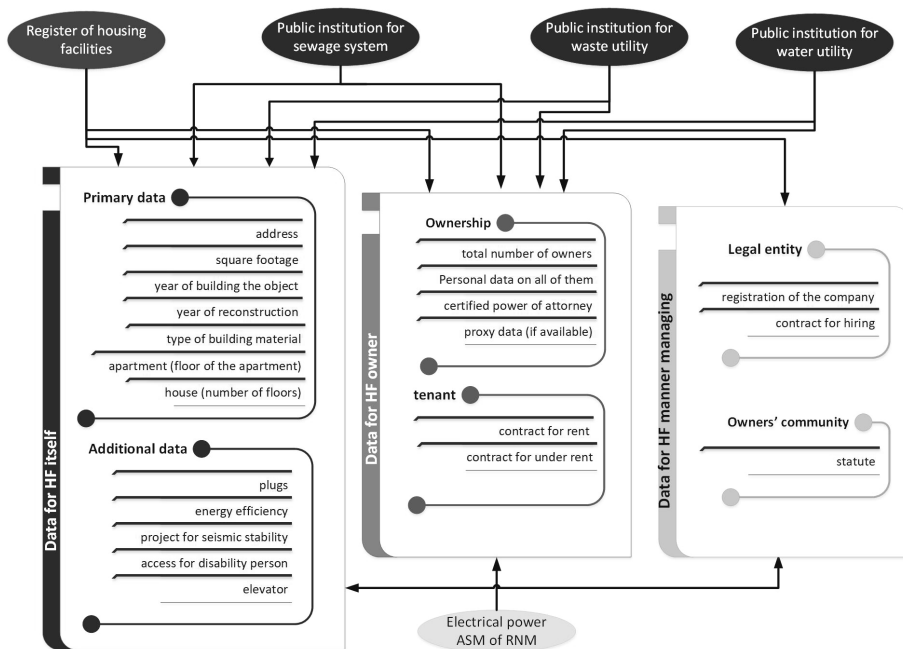 Register of housing
facilities
Public institution for
sewage system
Public institution for
waste utility
Public institution for
water utility
Data for HF itself
Primary data
address
square footage
year of building the object
year of reconstruction
type of building material
apartment (floor of the apartment)
house (number of floors)
Additional data
plugs
energy efficiency
project for seismic stability
access for disability person
elevator
Data for HF owner
Ownership
total number of owners
Personal data on all of them
certified power of attorney
proxy data (if available)
tenant
contract for rent
contract for under rent
Data for HF manner managing
Legal entity
registration of the company
contract for hiring
Owners' community
statute
Electrical power
ASM of RNM